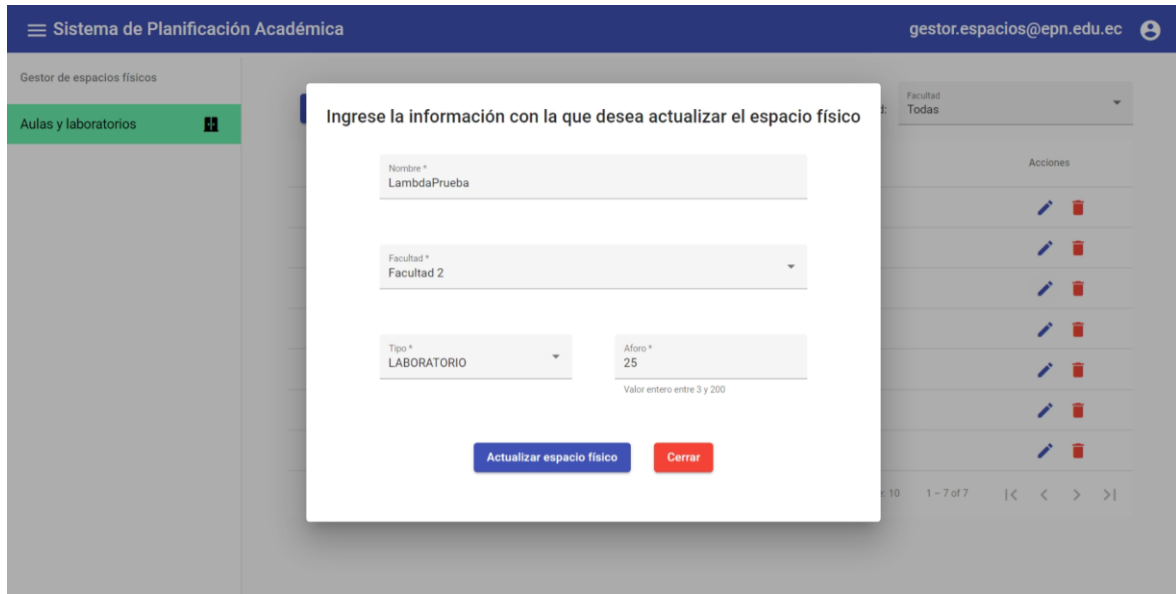 Sistema de Planificación Académica
gestor.espacios@epn.edu.ec
Gestor de espacios físicos
Aulas y laboratorios
Facultad
Todas
Acciones
Ingrese la información con la que desea actualizar el espacio físico
Nombre *
LambdaPrueba
Facultad *
Facultad 2
Tipo *
LABORATORIO
Aforo *
25
Valor entero entre 3 y 200
Actualizar espacio físico
Cerrar
10 1 – 7 of 7